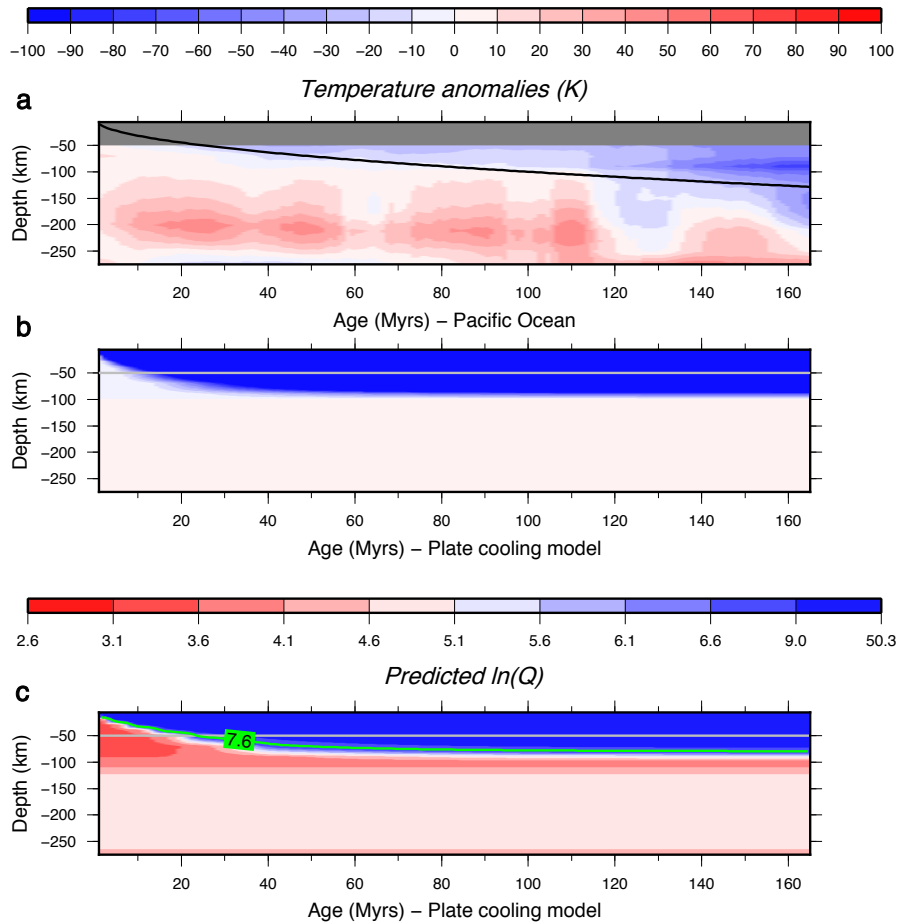 −100 −90 −80 −70 −60 −50 −40 −30 −20 −10 0 10 20 30 40 50 60 70 80 90 100
Temperature anomalies (K)
a
−50
−100
−150
−200
−250
Depth (km)
20 40 60 80 100 120 140 160
Age (Myrs) − Pacific Ocean
b
−50
−100
−150
−200
−250
Depth (km)
20 40 60 80 100 120 140 160
Age (Myrs) − Plate cooling model
2.6 3.1 3.6 4.1 4.6 5.1 5.6 6.1 6.6 9.0 50.3
Predicted ln(Q)
c
7.6
−50
−100
−150
−200
−250
Depth (km)
20 40 60 80 100 120 140 160
Age (Myrs) − Plate cooling model